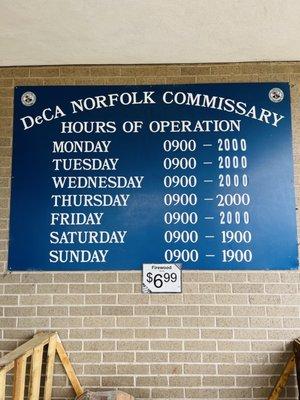 DeCA NORFOLK COMMISSARY
HOURS OF OPERATION
MONDAY 0900 – 2000
TUESDAY 0900 – 2000
WEDNESDAY 0900 – 2000
THURSDAY 0900 – 2000
FRIDAY 0900 – 2000
SATURDAY 0900 – 1900
SUNDAY 0900 – 1900
Firewood
$6.99